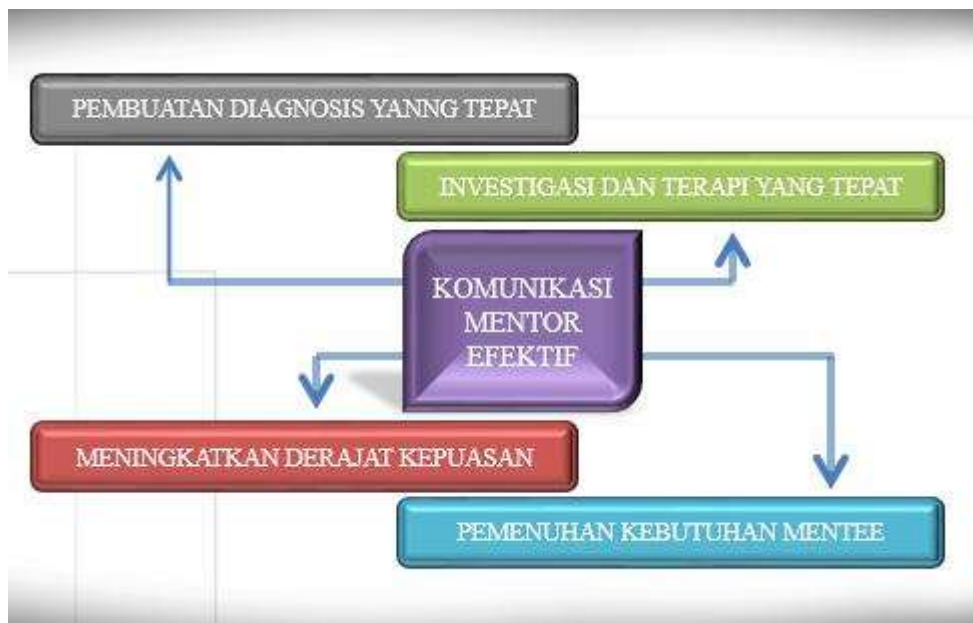 PEMBUATAN DIAGNOSIS YANNG TEPAT
INVESTIGASI DAN TERAPI YANG TEPAT
KOMUNIKASI
MENTOR
EFEKTIF
MENINGKATKAN DERAJAT KEPUASAN
PEMENUHAN KEBUTUHAN MENTEE